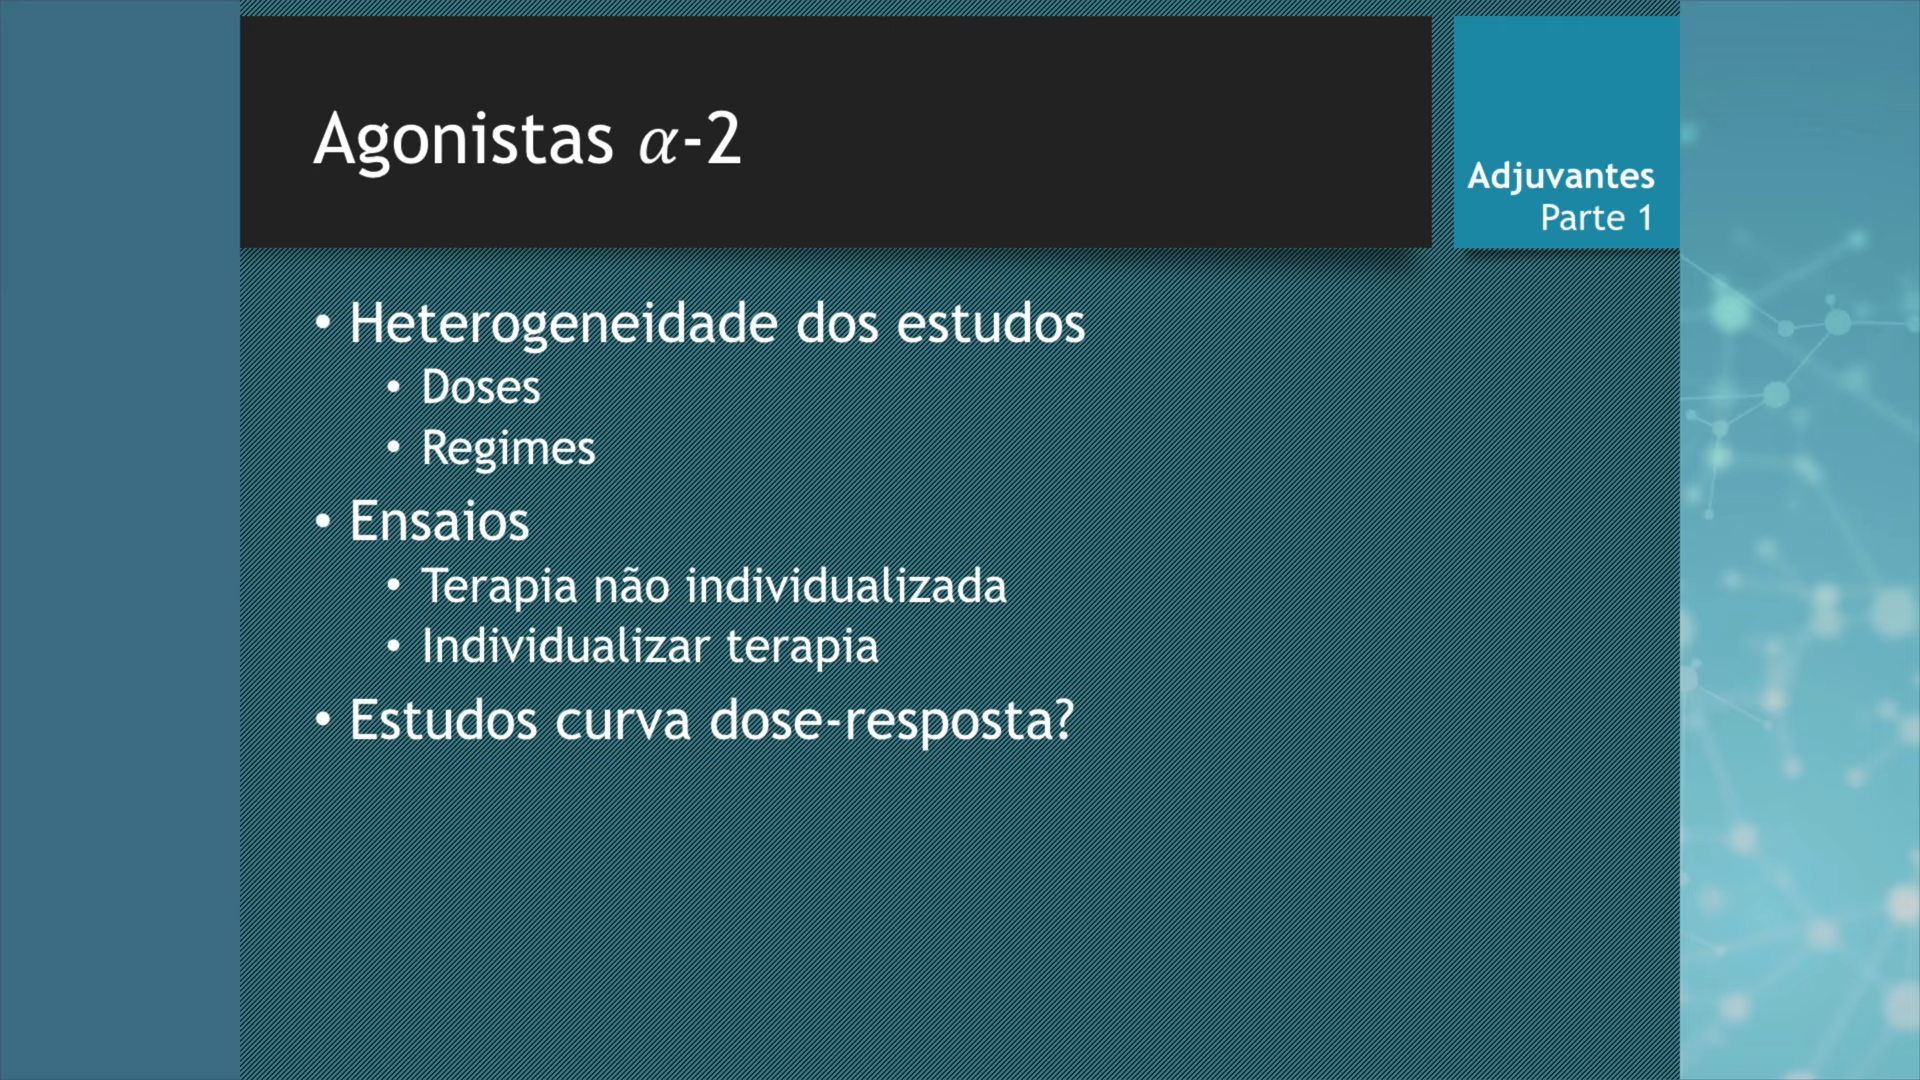 Agonistas α-2
Adjuvantes
Parte 1
• Heterogeneidade dos estudos
• Doses
• Regimes
• Ensaios
• Terapia não individualizada
• Individualizar terapia
• Estudos curva dose-resposta?